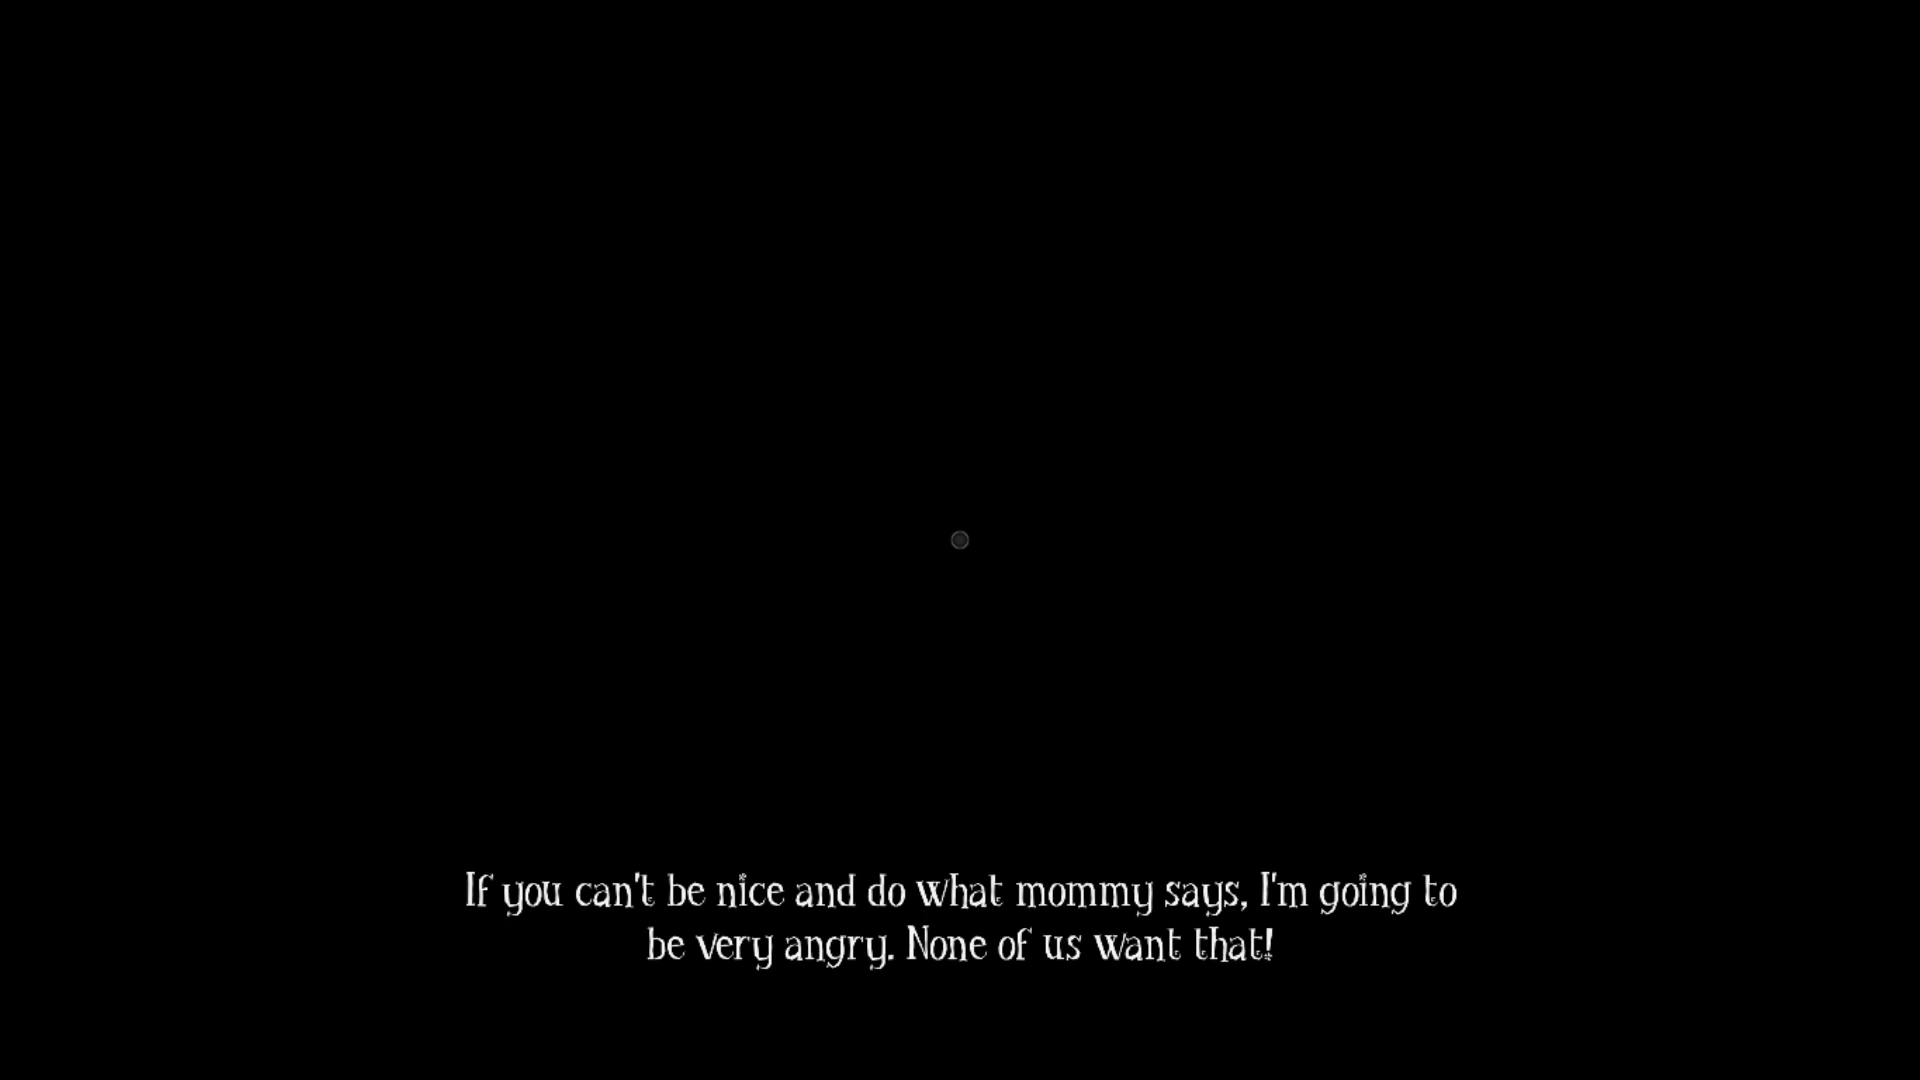 If you can't be nice and do what mommy says, I'm going to
be very angry. None of us want that!